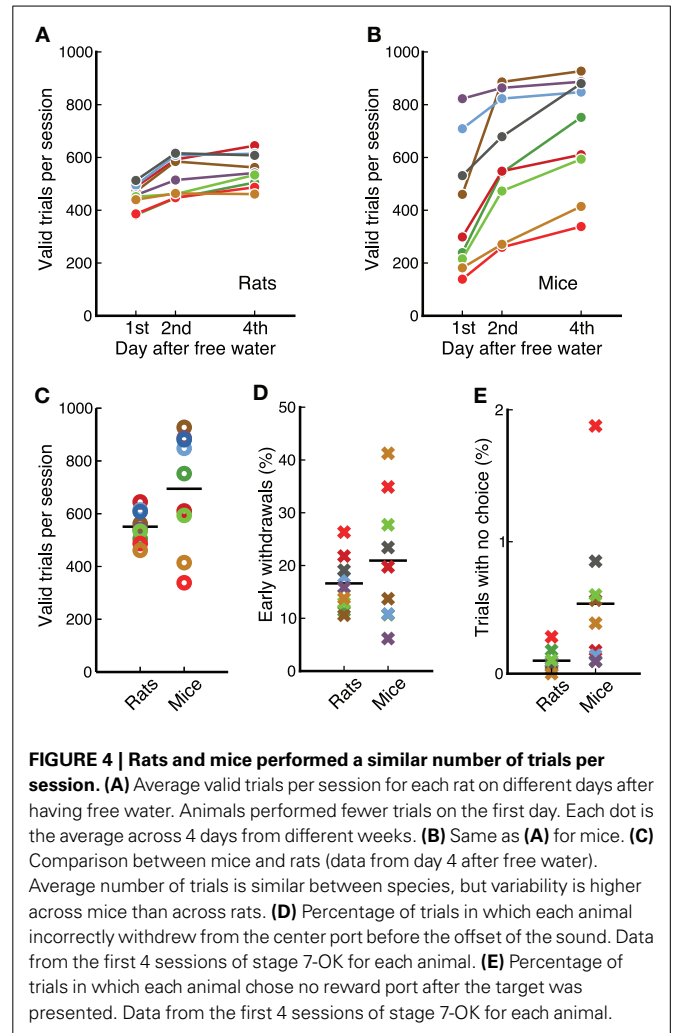 A
B
1000
800
600
400
200
0
Valid trials per session
Rats
1st 2nd 4th
Day after free water
1000
800
600
400
200
0
Valid trials per session
Mice
1st 2nd 4th
Day after free water
C
1000
800
600
400
200
0
Valid trials per session
Rats
Mice
D
50
40
30
20
10
0
Early withdrawals (%)
Rats
Mice
E
2
1
0
Trials with no choice (%)
Rats
Mice
FIGURE 4 | Rats and mice performed a similar number of trials per
session. (A) Average valid trials per session for each rat on different days after
having free water. Animals performed fewer trials on the first day. Each dot is
the average across 4 days from different weeks. (B) Same as (A) for mice. (C)
Comparison between mice and rats (data from day 4 after free water).
Average number of trials is similar between species, but variability is higher
across mice than across rats. (D) Percentage of trials in which each animal
incorrectly withdrew from the center port before the offset of the sound. Data
from the first 4 sessions of stage 7-OK for each animal. (E) Percentage of
trials in which each animal chose no reward port after the target was
presented. Data from the first 4 sessions of stage 7-OK for each animal.